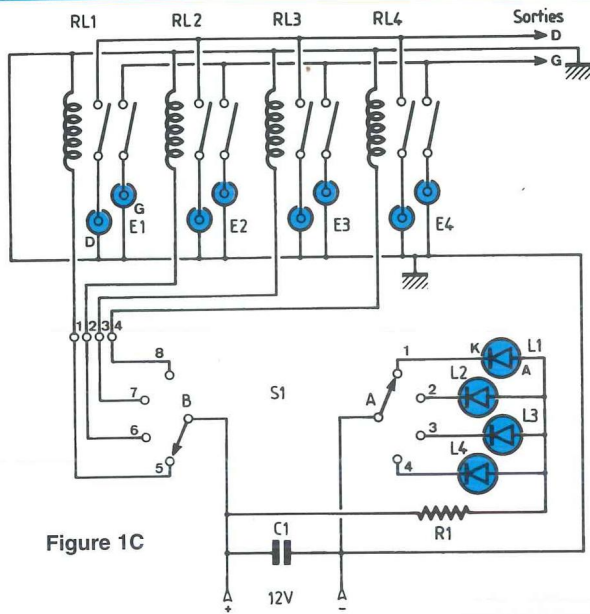 RL1 RL2 RL3 RL4 Sorties
D
G
G
D E1 E2 E3 E4
1 2 3 4
8
7 B
6
5
S1
1 K L1
A A
L2
2
L3
3
L4
4
R1
Figure 1C
C1
+ 12V -